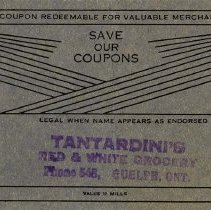 COUPON REDEEMABLE FOR VALUABLE MERCHA
SAVE
OUR
COUPONS
LEGAL WHEN NAME APPEARS AS ENDORSED
TANTARDINI'S
RED & WHITE GROCERY
Phone 548, GUELPH, ONT.
VALUE ½ MILLS